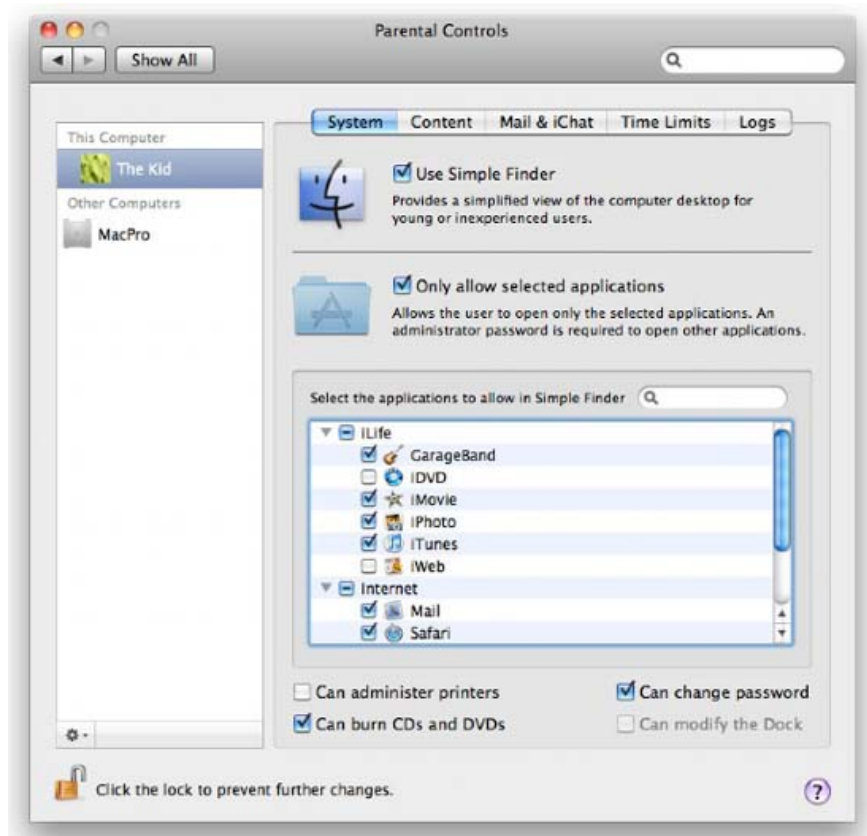 Parental Controls
Show All
System Content Mail & iChat Time Limits Logs
This Computer
The Kid
Other Computers
MacPro
Use Simple Finder
Provides a simplified view of the computer desktop for
young or inexperienced users.
Only allow selected applications
Allows the user to open only the selected applications. An
administrator password is required to open other applications.
Select the applications to allow in Simple Finder
iLife
GarageBand
iDVD
iMovie
iPhoto
iTunes
iWeb
Internet
Mail
Safari
Can administer printers
Can change password
Can burn CDs and DVDs
Can modify the Dock
Click the lock to prevent further changes.
?